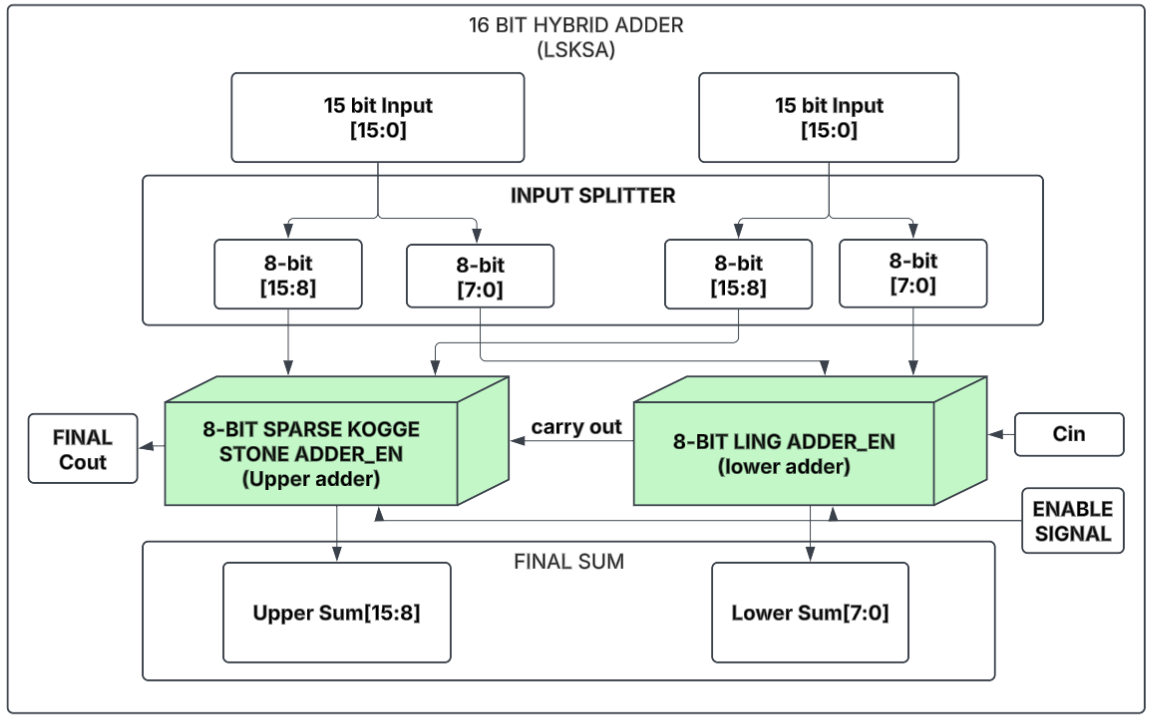 16 BIT HYBRID ADDER
(LSKSA)
15 bit Input
[15:0]
15 bit Input
[15:0]
INPUT SPLITTER
8-bit
[15:8]
8-bit
[7:0]
8-bit
[15:8]
8-bit
[7:0]
FINAL
Cout
8-BIT SPARSE KOGGE
STONE ADDER_EN
(Upper adder)
carry out
8-BIT LING ADDER_EN
(lower adder)
Cin
ENABLE
SIGNAL
FINAL SUM
Upper Sum[15:8]
Lower Sum[7:0]